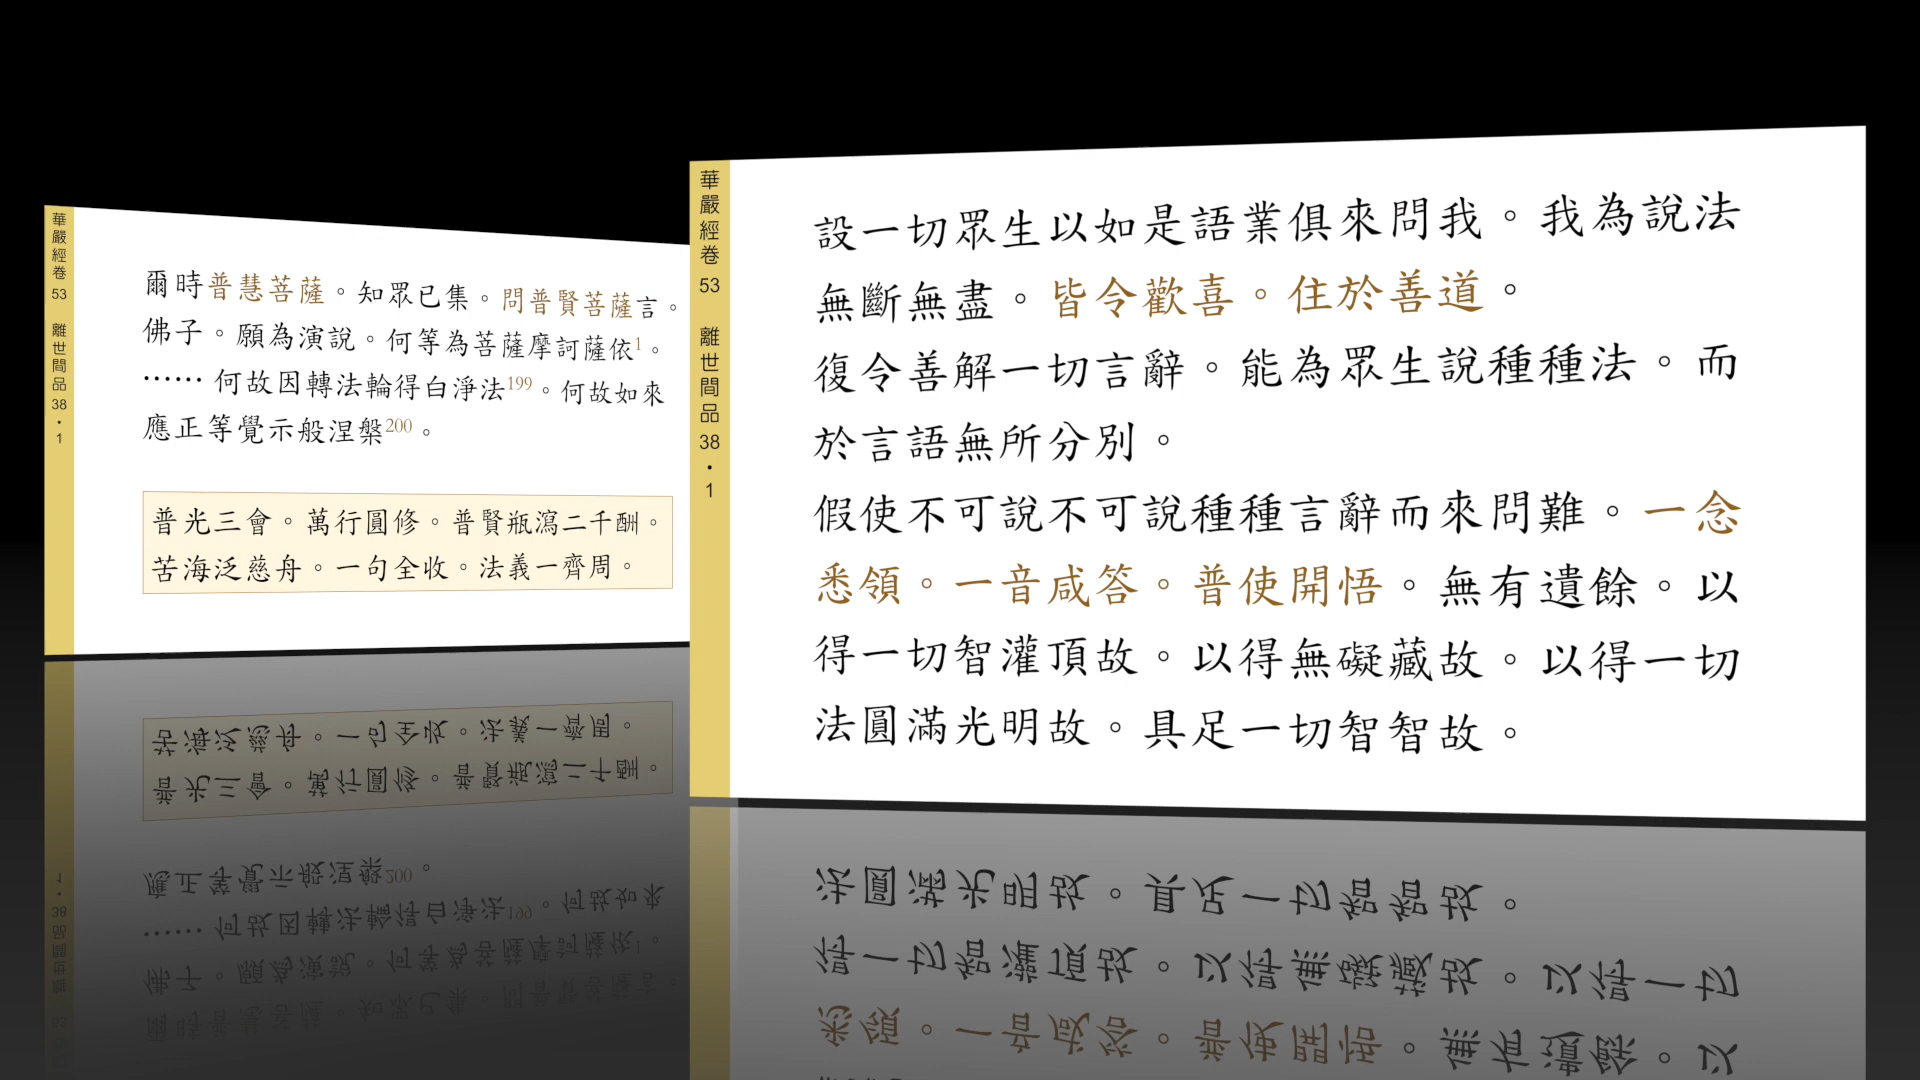 華嚴經卷53 離世間品38・1
爾時普慧菩薩。知眾已集。問普賢菩薩言。
佛子。願為演說。何等為菩薩摩訶薩依1。
⋯⋯何故因轉法輪得白淨法199。何故如來
應正等覺示般涅槃200。
普光三會。萬行圓修。普賢瓶瀉二千酬。
苦海泛慈舟。一句全收。法義一齊周。
華嚴經卷53 離世間品38・1
設一切眾生以如是語業俱來問我。我為說法
無斷無盡。皆令歡喜。住於善道。
復令善解一切言辭。能為眾生說種種法。而
於言語無所分別。
假使不可說不可說種種言辭而來問難。一念
悉領。一音咸答。普使開悟。無有遺餘。以
得一切智灌頂故。以得無礙藏故。以得一切
法圓滿光明故。具足一切智智故。